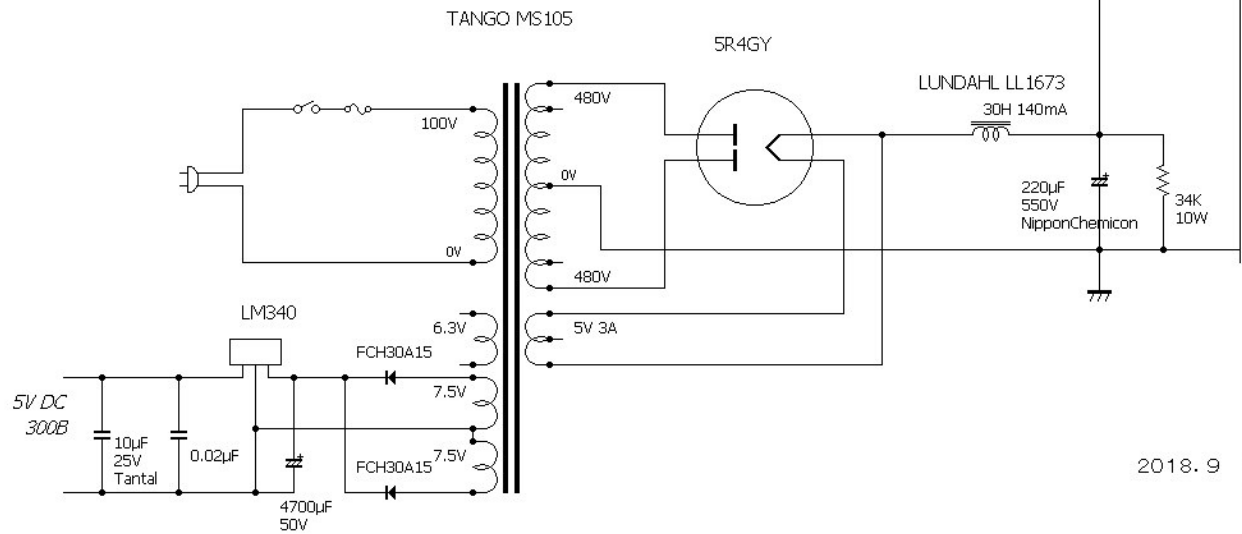 TANGO MS105
5R4GY
LUNDAHL LL1673
30H 140mA
480V
100V
0V
220µF
550V
NipponChemicon
34K
10W
0V
480V
LM340
6.3V
5V 3A
FCH30A15
7.5V
5V DC
300B
10µF
25V
Tantal
0.02µF
7.5V
FCH30A15
4700µF
50V
2018.9